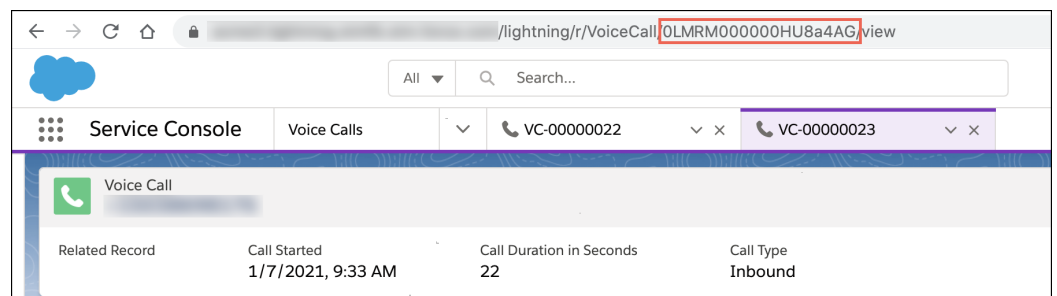 /lightning/r/VoiceCall/0LMRM000000HU8a4AG/view
All Search...
Service Console Voice Calls VC-00000022 VC-00000023
Voice Call
Related Record Call Started Call Duration in Seconds Call Type
1/7/2021, 9:33 AM 22 Inbound